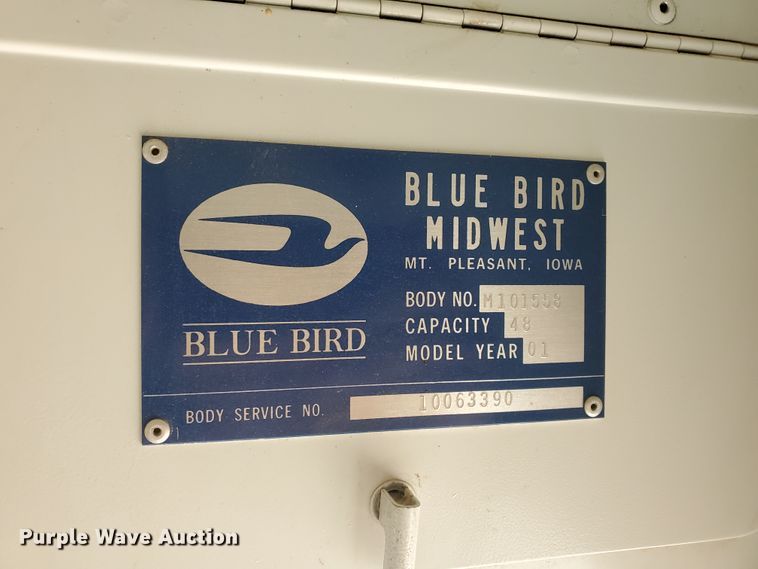 BLUE BIRD
MIDWEST
MT. PLEASANT, IOWA
BODY NO. M101558
CAPACITY 48
MODEL YEAR 01
BLUE BIRD
BODY SERVICE NO. 10063390
Purple Wave Auction